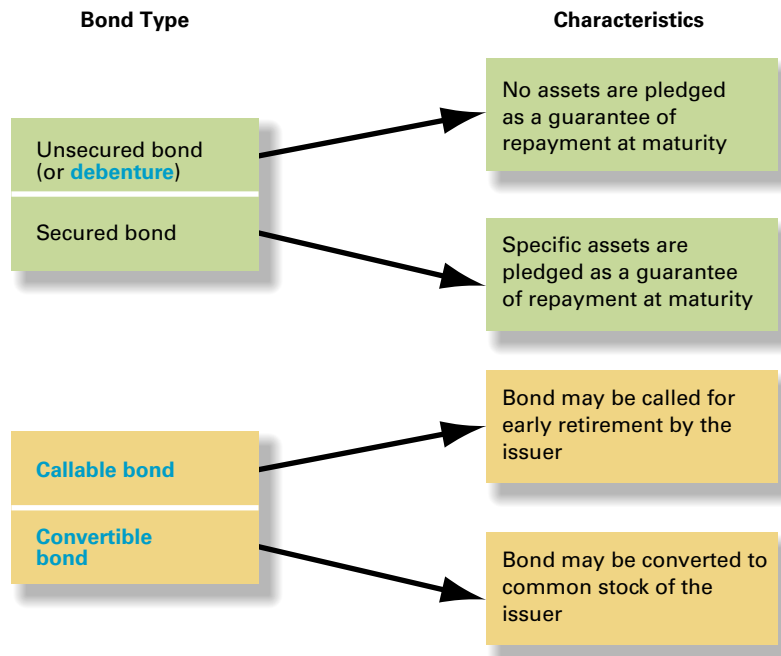 Bond Type
Characteristics
Unsecured bond
(or debenture)
No assets are pledged
as a guarantee of
repayment at maturity
Secured bond
Specific assets are
pledged as a guarantee
of repayment at maturity
Callable bond
Bond may be called for
early retirement by the
issuer
Convertible
bond
Bond may be converted to
common stock of the
issuer